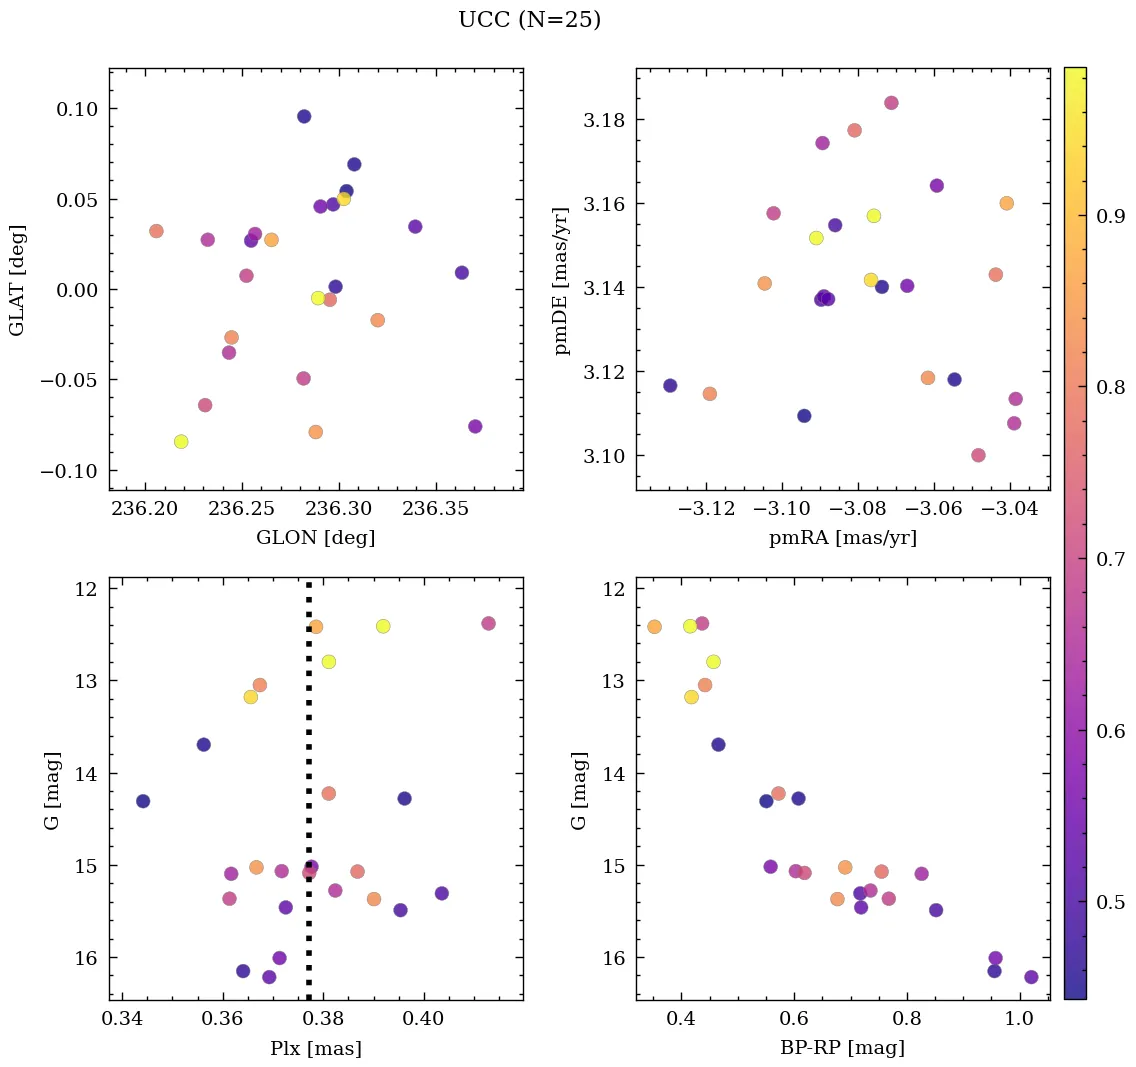 UCC (N=25)
0.10
0.05
0.00
−0.05
−0.10
GLAT [deg]
236.20 236.25 236.30 236.35
GLON [deg]
3.18
3.16
3.14
3.12
3.10
pmDE [mas/yr]
−3.12 −3.10 −3.08 −3.06 −3.04
pmRA [mas/yr]
12
13
14
15
16
G [mag]
0.34 0.36 0.38 0.40
Plx [mas]
12
13
14
15
16
G [mag]
0.4 0.6 0.8 1.0
BP-RP [mag]
0.9
0.8
0.7
0.6
0.5